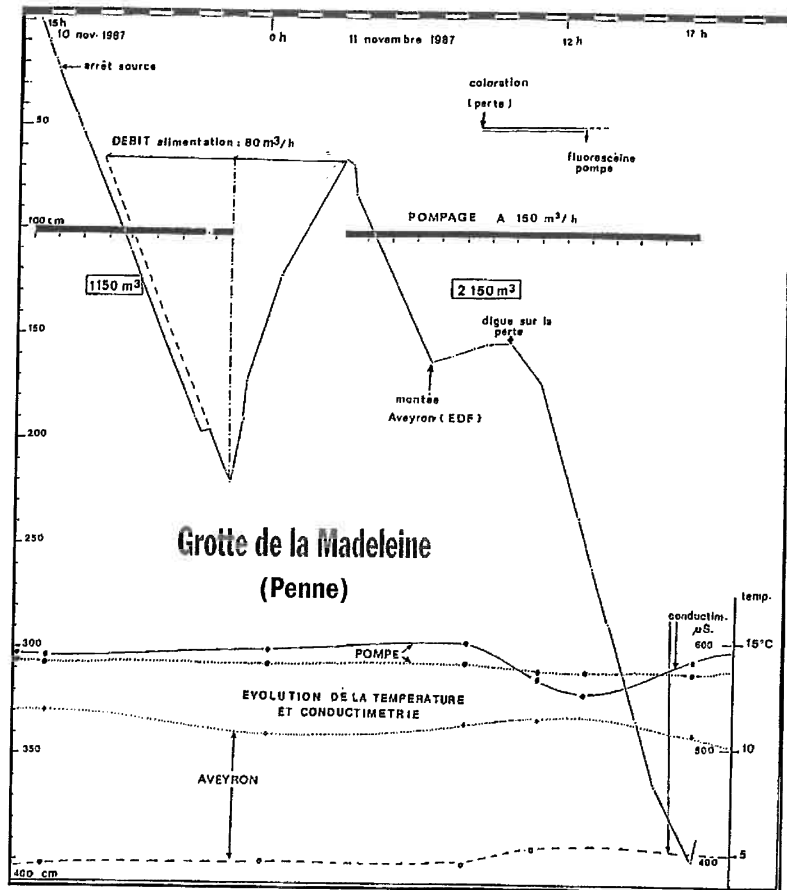 15h
10 nov. 1987
0 h
11 novembre 1987
12 h
17 h
arrêt source
coloration
(perte)
50
DEBIT alimentation : 80 m³/h
fluorescéine
pompe
100 cm
POMPAGE A 150 m³/h
1150 m³
2 150 m³
digue sur la
perte
150
montée
Aveyron (EDF)
200
250
Grotte de la Madeleine
(Penne)
temp.
conductim.
µS.
300
600
15°C
POMPE
EVOLUTION DE LA TEMPERATURE
ET CONDUCTIMETRIE
350
500
10
AVEYRON
400
5
400 cm